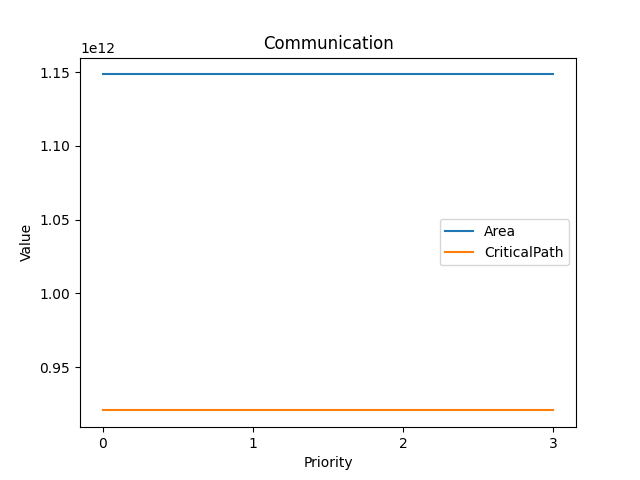 Communication
1e12
1.15
1.10
1.05
1.00
0.95
Value
Area
CriticalPath
0 1 2 3
Priority